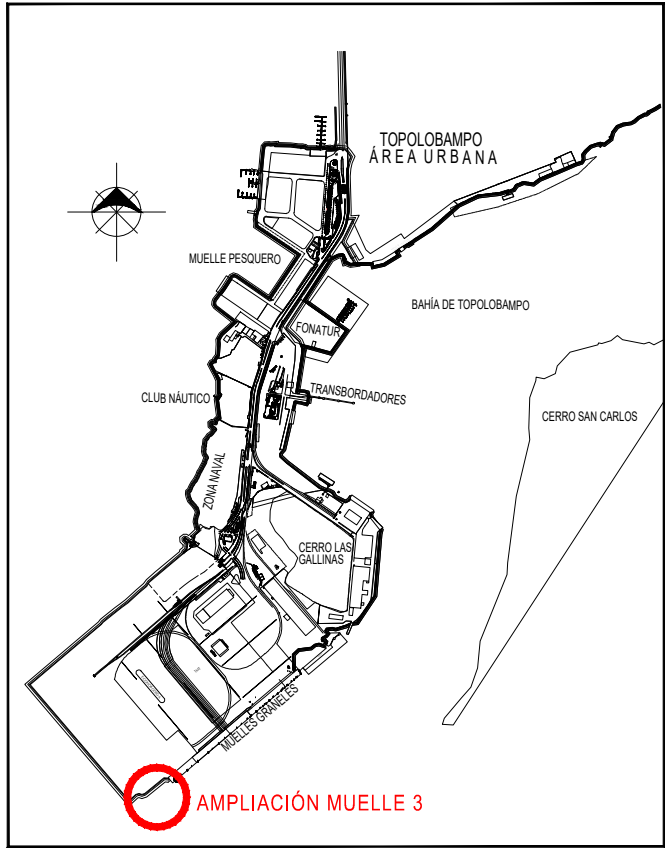 TOPOLOBAMPO
ÁREA URBANA
MUELLE PESQUERO
BAHÍA DE TOPOLOBAMPO
FONATUR
TRANSBORDADORES
CLUB NÁUTICO
CERRO SAN CARLOS
ZONA NAVAL
CERRO LAS
GALLINAS
MUELLES GRANELES
AMPLIACIÓN MUELLE 3